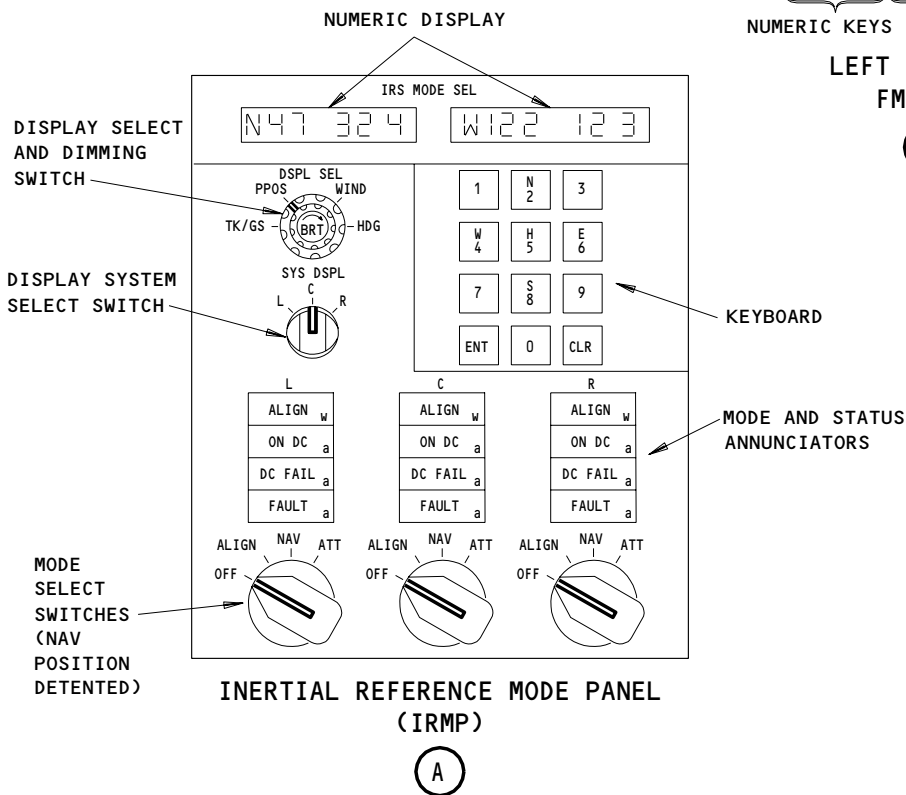 NUMERIC DISPLAY
NUMERIC KEYS
LEFT
FM
IRS MODE SEL
N47 324
W122 123
DISPLAY SELECT
AND DIMMING
SWITCH
DSPL SEL
PPOS
WIND
TK/GS
BRT
HDG
1
N
2
3
W
4
H
5
E
6
7
S
8
9
ENT
0
CLR
KEYBOARD
DISPLAY SYSTEM
SELECT SWITCH
SYS DSPL
L
C
R
L
C
R
ALIGN w
ALIGN w
ALIGN w
ON DC a
ON DC a
ON DC a
DC FAIL a
DC FAIL a
DC FAIL a
FAULT a
FAULT a
FAULT a
MODE AND STATUS
ANNUNCIATORS
OFF
ALIGN
NAV
ATT
OFF
ALIGN
NAV
ATT
OFF
ALIGN
NAV
ATT
MODE
SELECT
SWITCHES
(NAV
POSITION
DETENTED)
INERTIAL REFERENCE MODE PANEL
(IRMP)
A